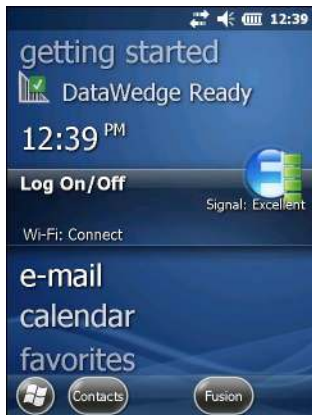 12:39
getting started
DataWedge Ready
12:39 PM
Log On/Off
Signal: Excellent
Wi-Fi: Connect
e-mail
calendar
favorites
Contacts
Fusion